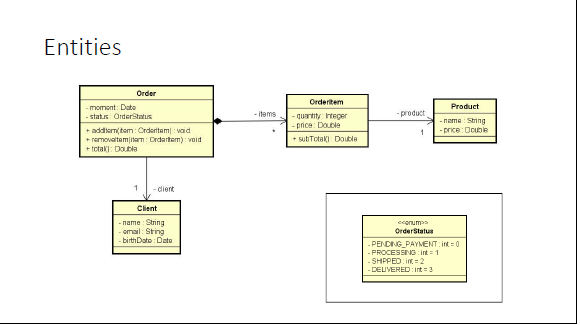 Entities
Order
- moment : Date
- status : OrderStatus
+ addItem(item : OrderItem) : void
+ removeItem(item : OrderItem) : void
+ total() : Double
- items
*
OrderItem
- quantity : Integer
- price : Double
+ subTotal() : Double
- product
1
Product
- name : String
- price : Double
1
- client
Client
- name : String
- email : String
- birthDate : Date
<<enum>>
OrderStatus
- PENDING_PAYMENT : int = 0
- PROCESSING : int = 1
- SHIPPED : int = 2
- DELIVERED : int = 3